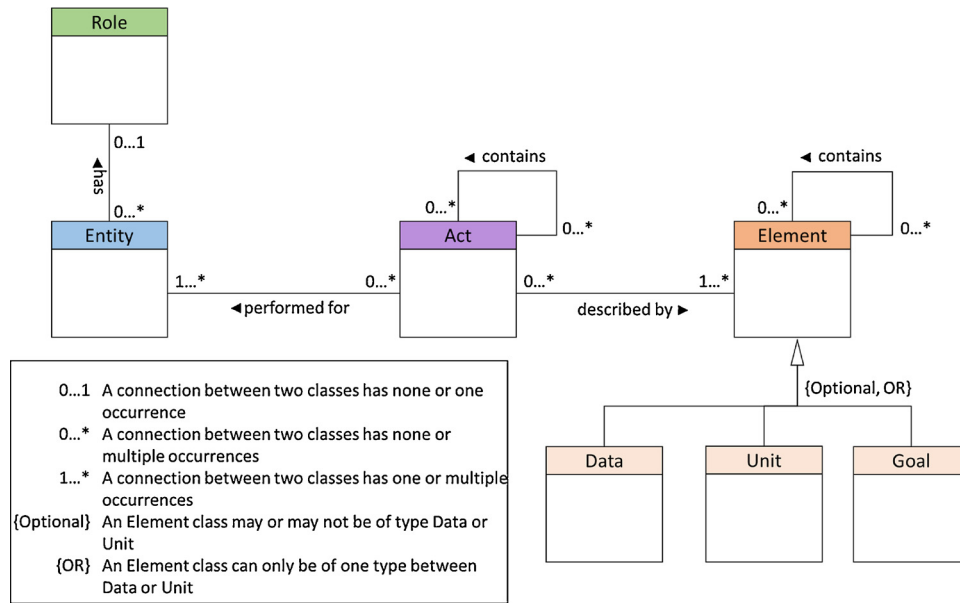 Role
0...1
◄has
0...*
Entity
1...*
◄performed for
0...*
◄ contains
0...*
0...*
Act
0...*
described by►
1...*
◄ contains
0...*
0...*
Element
{Optional, OR}
Data
Unit
Goal
0...1 A connection between two classes has none or one
occurrence
0...* A connection between two classes has none or
multiple occurrences
1...* A connection between two classes has one or multiple
occurrences
{Optional} An Element class may or may not be of type Data or
Unit
{OR} An Element class can only be of one type between
Data or Unit